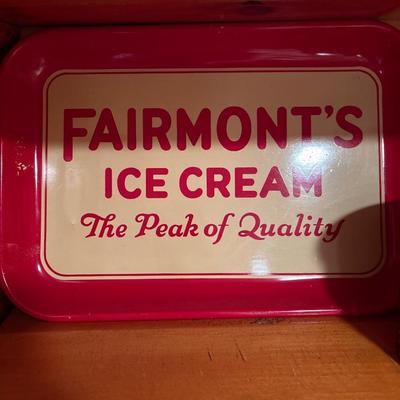 FAIRMONT'S
ICE CREAM
The Peak of Quality